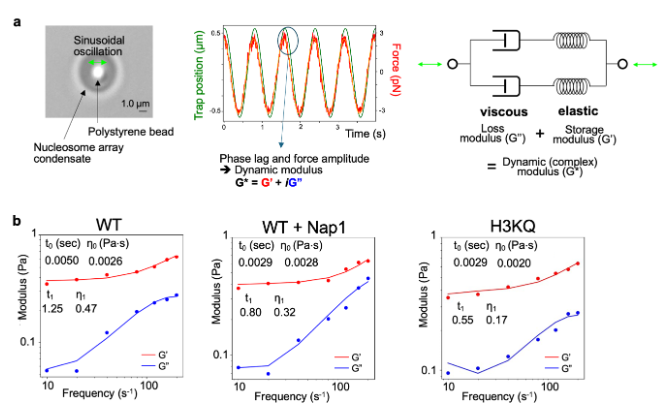 a
Sinusoidal
oscillation
1.0 µm
Polystyrene bead
Nucleosome array
condensate
Trap position (µm)
0.5
0
-0.5
3
2
0
-3
Force (pN)
0 1 2 3 4
Time (s)
Phase lag and force amplitude
➔ Dynamic modulus
G* = G' + iG"
viscous elastic
Loss Storage
modulus (G") + modulus (G')
= Dynamic (complex)
modulus (G*)
b
WT
Modulus (Pa)
1
0.1
t₀ (sec) η₀ (Pa·s)
0.0050 0.0026
t₁ η₁
1.25 0.47
G'
G"
10 100
Frequency (s⁻¹)
WT + Nap1
Modulus (Pa)
1
0.1
t₀ (sec) η₀ (Pa·s)
0.0029 0.0028
t₁ η₁
0.80 0.32
G'
G"
10 100
Frequency (s⁻¹)
H3KQ
Modulus (Pa)
1
0.1
t₀ (sec) η₀ (Pa·s)
0.0029 0.0020
t₁ η₁
0.55 0.17
G'
G"
10 100
Frequency (s⁻¹)